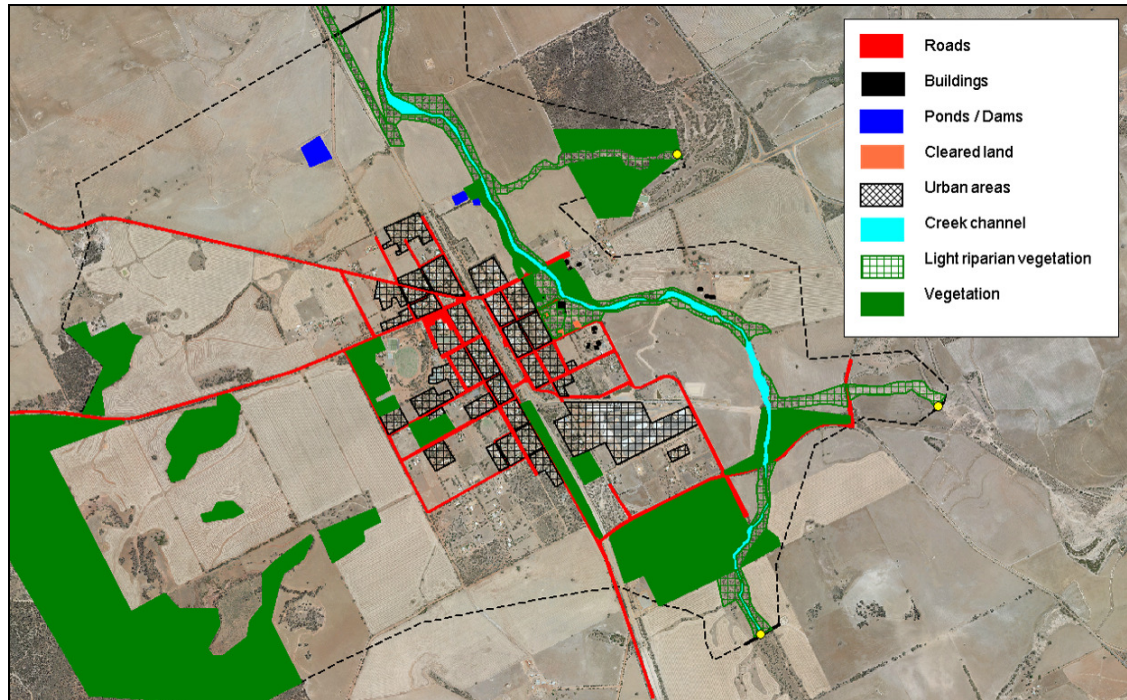 Roads
Buildings
Ponds / Dams
Cleared land
Urban areas
Creek channel
Light riparian vegetation
Vegetation